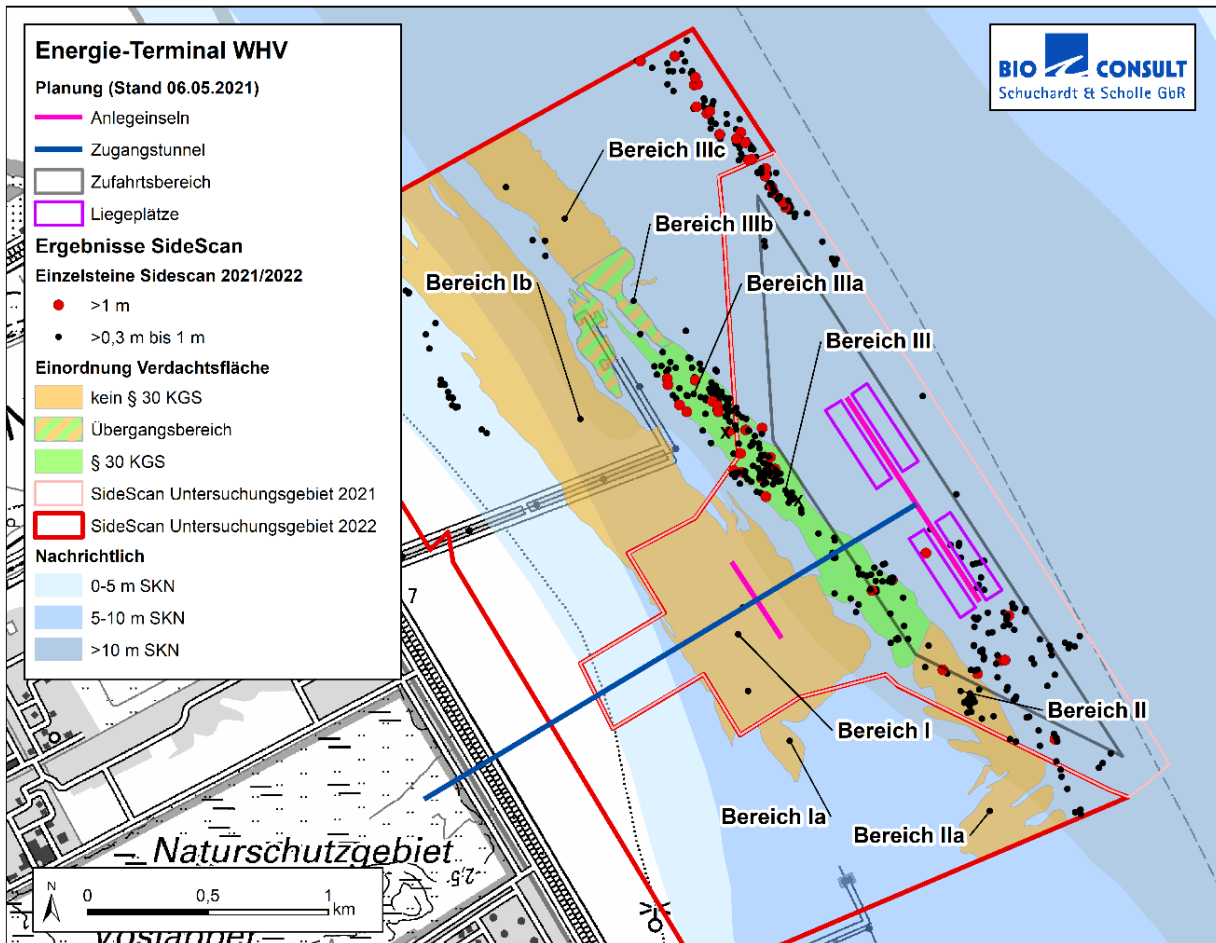 Energie-Terminal WHV
Planung (Stand 06.05.2021)
Anlegeinseln
Zugangstunnel
Zufahrtsbereich
Liegeplätze
Ergebnisse SideScan
Einzelsteine Sidescan 2021/2022
>1 m
>0,3 m bis 1 m
Einordnung Verdachtsfläche
kein § 30 KGS
Übergangsbereich
§ 30 KGS
SideScan Untersuchungsgebiet 2021
SideScan Untersuchungsgebiet 2022
Nachrichtlich
0-5 m SKN
5-10 m SKN
>10 m SKN
BIO CONSULT
Schuchardt & Scholle GbR
Bereich IIIc
Bereich IIIb
Bereich Ib
Bereich IIIa
Bereich III
x
x
7
Bereich II
Bereich I
Bereich Ia
Bereich IIa
Naturschutzgebiet
2,5
N
0 0,5 1
km